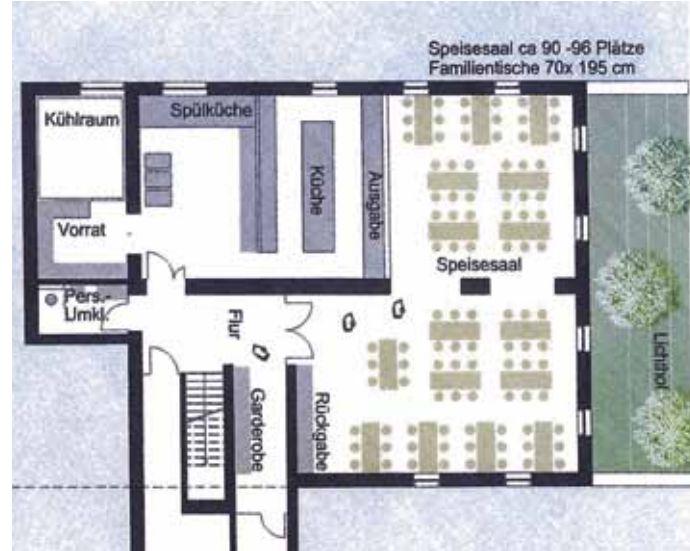 Speisesaal ca 90 -96 Plätze
Familientische 70x 195 cm
Kühlraum
Spülküche
Küche
Ausgabe
Vorrat
Speisesaal
Pers.-
Umkl.
Flur
Garderobe
Rückgabe
Lichthof